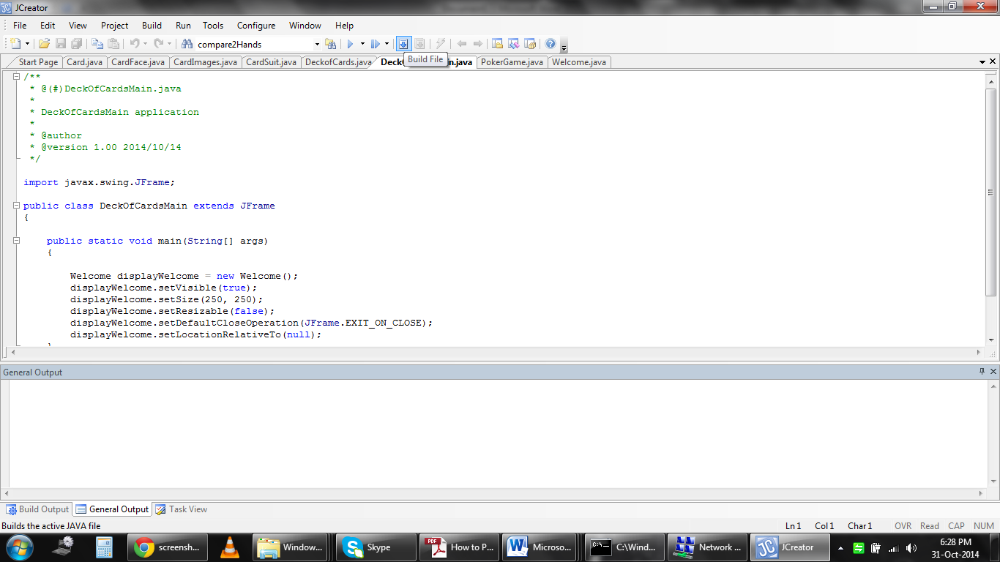 JCreator
File Edit View Project Build Run Tools Configure Window Help
compare2Hands
Build File
Start Page Card.java CardFace.java CardImages.java CardSuit.java DeckofCards.java Deck n.java PokerGame.java Welcome.java
/**
* @(#)DeckOfCardsMain.java
*
* DeckOfCardsMain application
*
* @author
* @version 1.00 2014/10/14
*/
import javax.swing.JFrame;
public class DeckOfCardsMain extends JFrame
{
public static void main(String[] args)
{
Welcome displayWelcome = new Welcome();
displayWelcome.setVisible(true);
displayWelcome.setSize(250, 250);
displayWelcome.setResizable(false);
displayWelcome.setDefaultCloseOperation(JFrame.EXIT_ON_CLOSE);
displayWelcome.setLocationRelativeTo(null);
General Output
Build Output General Output Task View
Builds the active JAVA file Ln 1 Col 1 Char 1 OVR Read CAP NUM
screensh... Window... Skype How to P... Microso... C:\Wind... Network ... JCreator 6:28 PM
31-Oct-2014